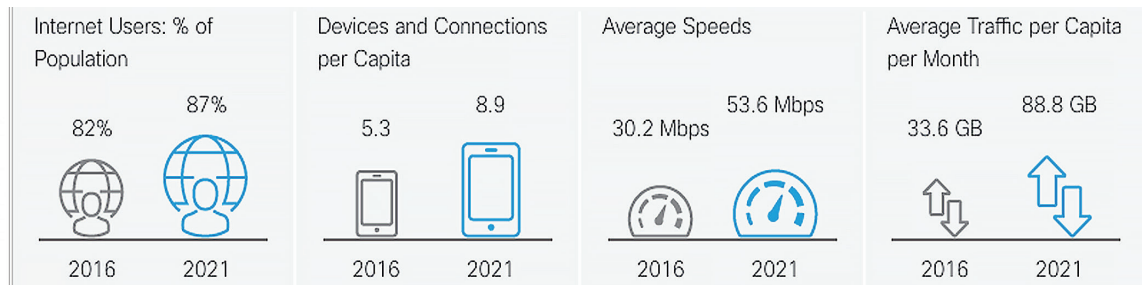 Internet Users: % of
Population
87%
82%
2016
2021
Devices and Connections
per Capita
8.9
5.3
2016
2021
Average Speeds
53.6 Mbps
30.2 Mbps
2016
2021
Average Traffic per Capita
per Month
88.8 GB
33.6 GB
2016
2021